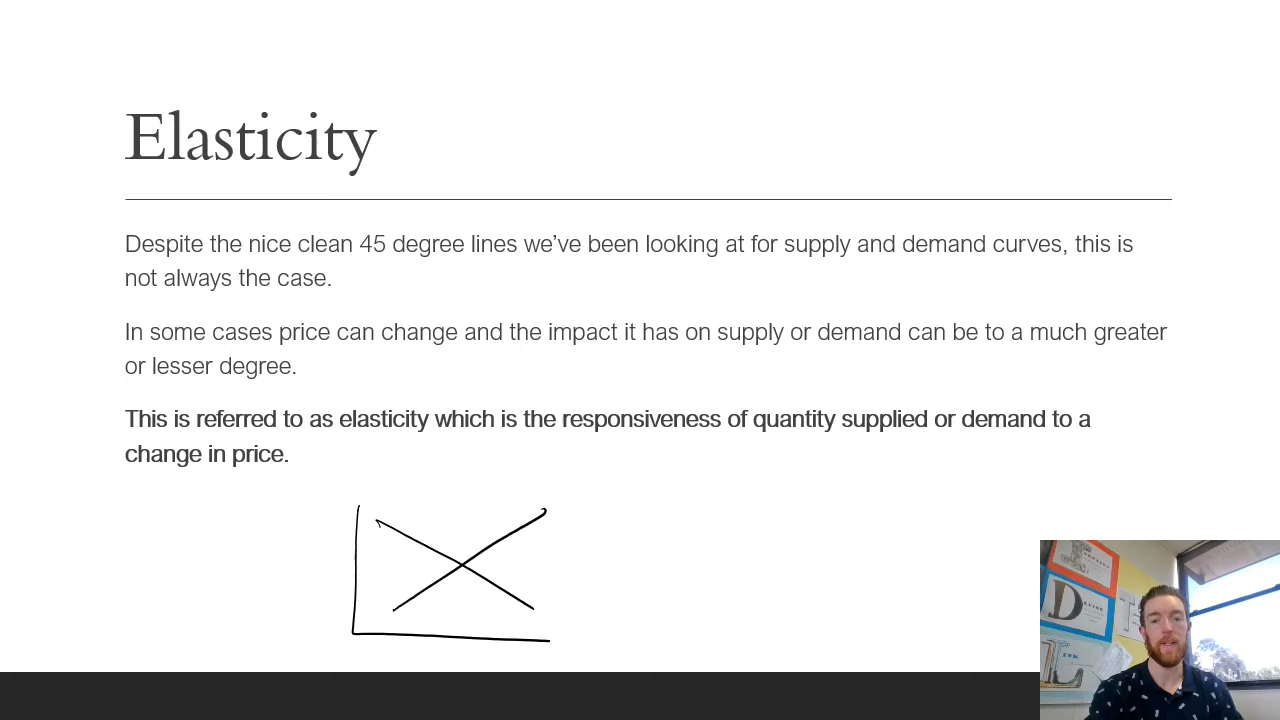 Elasticity
Despite the nice clean 45 degree lines we’ve been looking at for supply and demand curves, this is
not always the case.
In some cases price can change and the impact it has on supply or demand can be to a much greater
or lesser degree.
This is referred to as elasticity which is the responsiveness of quantity supplied or demand to a
change in price.